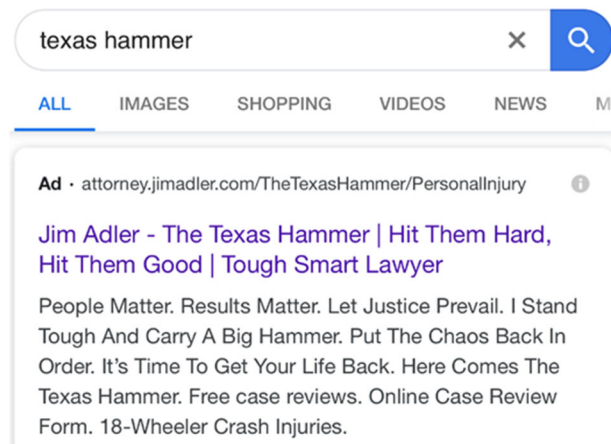 texas hammer
ALL IMAGES SHOPPING VIDEOS NEWS
Ad · attorney.jimadler.com/TheTexasHammer/PersonalInjury
Jim Adler - The Texas Hammer | Hit Them Hard,
Hit Them Good | Tough Smart Lawyer
People Matter. Results Matter. Let Justice Prevail. I Stand
Tough And Carry A Big Hammer. Put The Chaos Back In
Order. It's Time To Get Your Life Back. Here Comes The
Texas Hammer. Free case reviews. Online Case Review
Form. 18-Wheeler Crash Injuries.